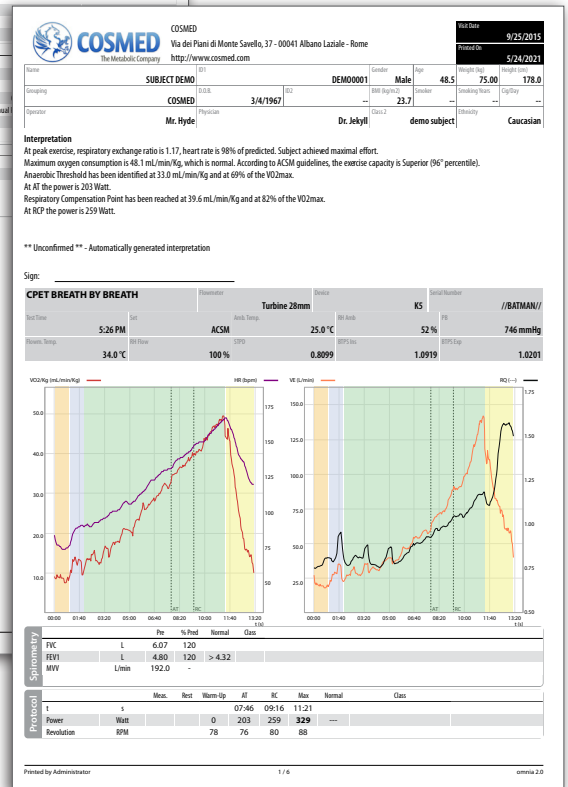 COSMED
The Metabolic Company
COSMED
Via dei Piani di Monte Savello, 37 - 00041 Albano Laziale - Rome
http://www.cosmed.com
Visit Date
9/25/2015
Printed On
5/24/2021
Name ID1 Gender Age Weight (kg) Height (cm)
SUBJECT DEMO DEMO01 Male 48.5 75.00 178.0
Grouping D.O.B. ID2 BMI (kg/m2) Smoker Smoking Years Cig/Day
COSMED 3/4/1967 -- 23.7 -- -- --
Operator Physician Class 2 Ethnicity
Mr. Hyde Dr. Jekyll demo subject Caucasian
Interpretation
At peak exercise, respiratory exchange ratio is 1.17, heart rate is 98% of predicted. Subject achieved maximal effort.
Maximum oxygen consumption is 48.1 mL/min/Kg, which is normal. According to ACSM guidelines, the exercise capacity is Superior (96° percentile).
Anaerobic Threshold has been identified at 33.0 mL/min/Kg and at 69% of the VO2max.
At AT the power is 203 Watt.
Respiratory Compensation Point has been reached at 39.6 mL/min/Kg and at 82% of the VO2max.
At RCP the power is 259 Watt.
** Unconfirmed ** - Automatically generated interpretation
Sign:
CPET BREATH BY BREATH Flowmeter Device Serial Number
Turbine 28mm K5 //BATMAN//
Test Time Set Amb. Temp. RH Amb PB
5:26 PM ACSM 25.0 °C 52 % 746 mmHg
Flowm. Temp. RH Flow STPD BTPS Ins BTPS Exp
34.0 °C 100 % 0.8099 1.0919 1.0201
VO2/Kg (mL/min/Kg) HR (bpm)
50.0
40.0
30.0
20.0
10.0
175
150
125
100
75
50
AT RC
00:00 01:40 03:20 05:00 06:40 08:20 10:00 11:40 13:20
t (s)
VE (L/min) RQ (---)
150.0
125.0
100.0
75.0
50.0
25.0
1.75
1.50
1.25
1.00
0.75
0.50
AT RC
00:00 01:40 03:20 05:00 06:40 08:20 10:00 11:40 13:20
t (s)
Spirometry
Pre % Pred Normal Class
FVC L 6.07 120
FEV1 L 4.80 120 > 4.32
MVV L/min 192.0 -
Protocol
Meas. Rest Warm-Up AT RC Max Normal Class
t s 07:46 09:16 11:21
Power Watt 0 203 259 329 ---
Revolution RPM 78 76 80 88
Printed by Administrator 1 / 6 omnia 2.0